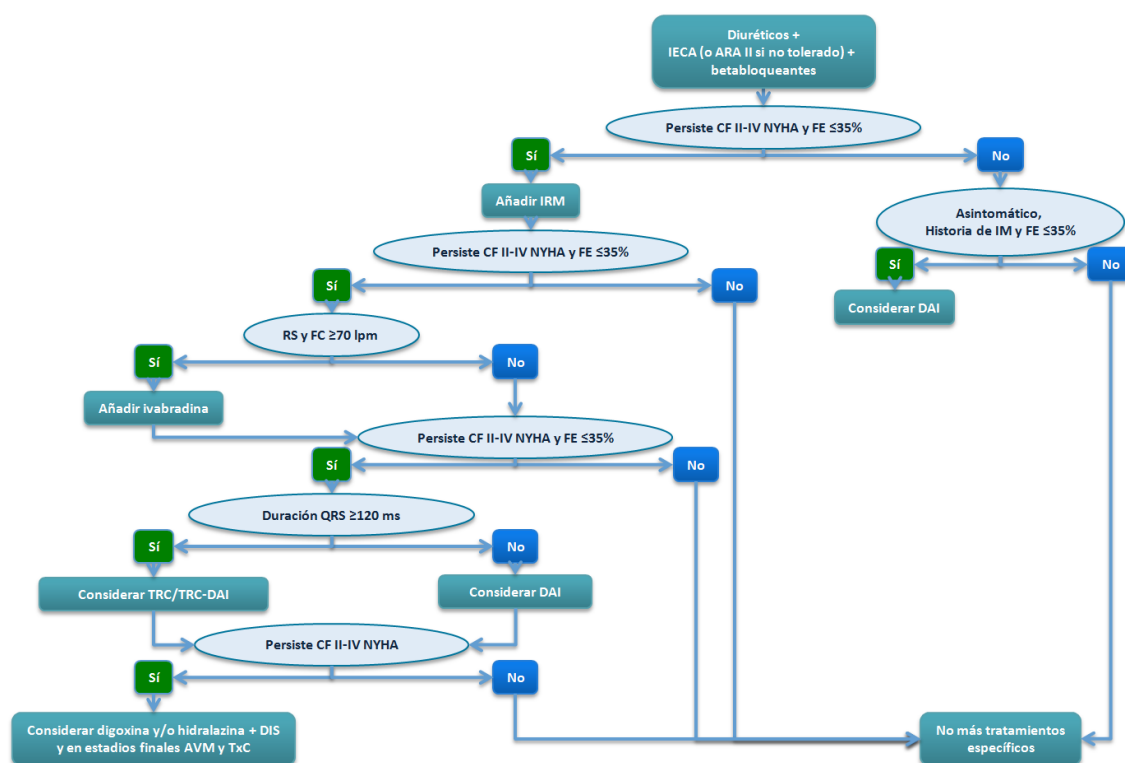 Diuréticos +
IECA (o ARA II si no tolerado) +
betabloqueantes
Persiste CF II-IV NYHA y FE ≤35%
Sí
No
Añadir IRM
Asintomático,
Historia de IM y FE ≤35%
Persiste CF II-IV NYHA y FE ≤35%
Sí
No
Sí
No
Considerar DAI
RS y FC ≥70 lpm
Sí
No
Añadir ivabradina
Persiste CF II-IV NYHA y FE ≤35%
Sí
No
Duración QRS ≥120 ms
Sí
No
Considerar TRC/TRC-DAI
Considerar DAI
Persiste CF II-IV NYHA
Sí
No
Considerar digoxina y/o hidralazina + DIS
y en estadios finales AVM y TxC
No más tratamientos
específicos